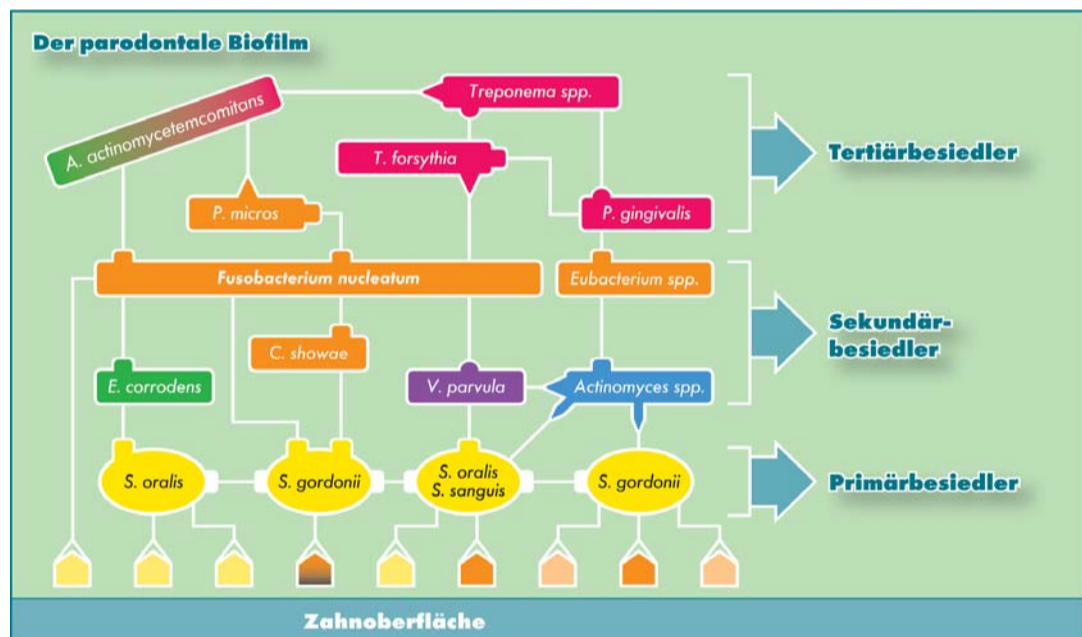 Der parodontale Biofilm
A. actinomycetemcomitans
Treponema spp.
T. forsythia
P. micros
P. gingivalis
Tertiärbesiedler
Fusobacterium nucleatum
Eubacterium spp.
C. showae
Sekundär-
besiedler
E. corrodens
V. parvula
Actinomyces spp.
S. oralis
S. gordonii
S. oralis
S. sanguis
S. gordonii
Primärbesiedler
Zahnoberfläche